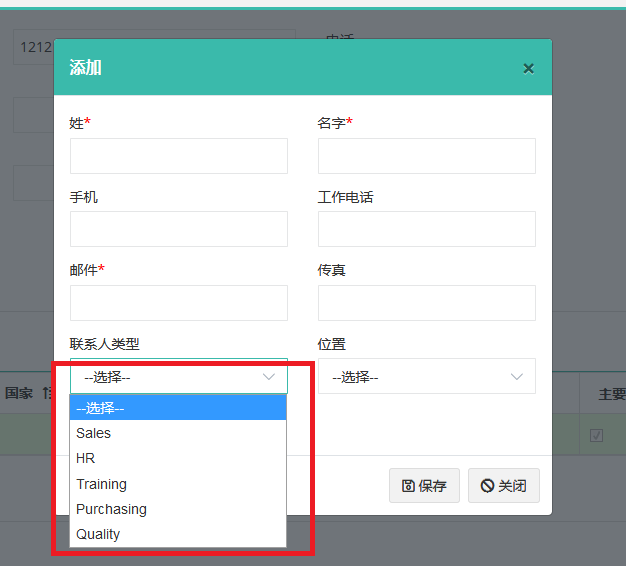 1212
电话
添加
姓*
名字*
手机
工作电话
邮件*
传真
联系人类型
位置
--选择--
--选择--
国家
主要
--选择--
Sales
HR
Training
Purchasing
Quality
保存
关闭